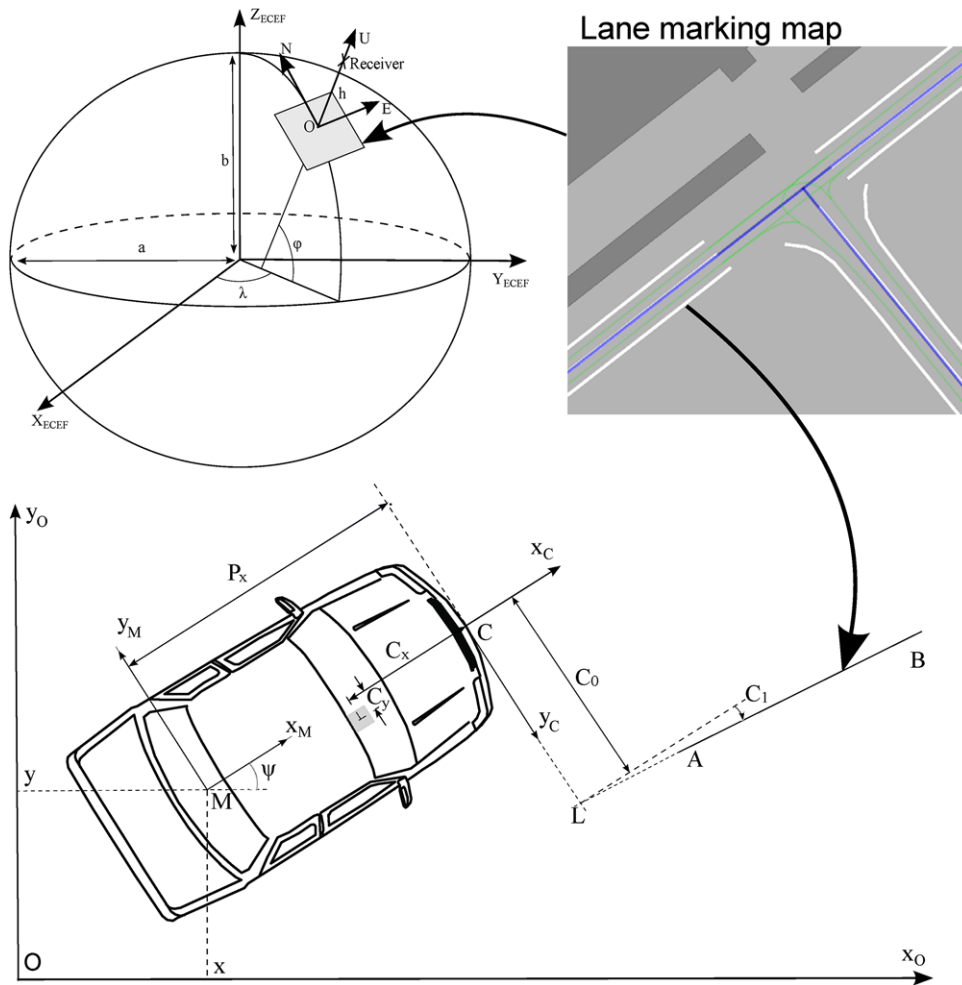 Lane marking map
Z_ECEF
U
N
Receiver
h
E
O
b
a
φ
Y_ECEF
λ
X_ECEF
y_O
P_x
x_C
y_M
C
C_x
C_0
B
C_y
C_1
y_C
x_M
A
ψ
y
M
L
O
x
x_O